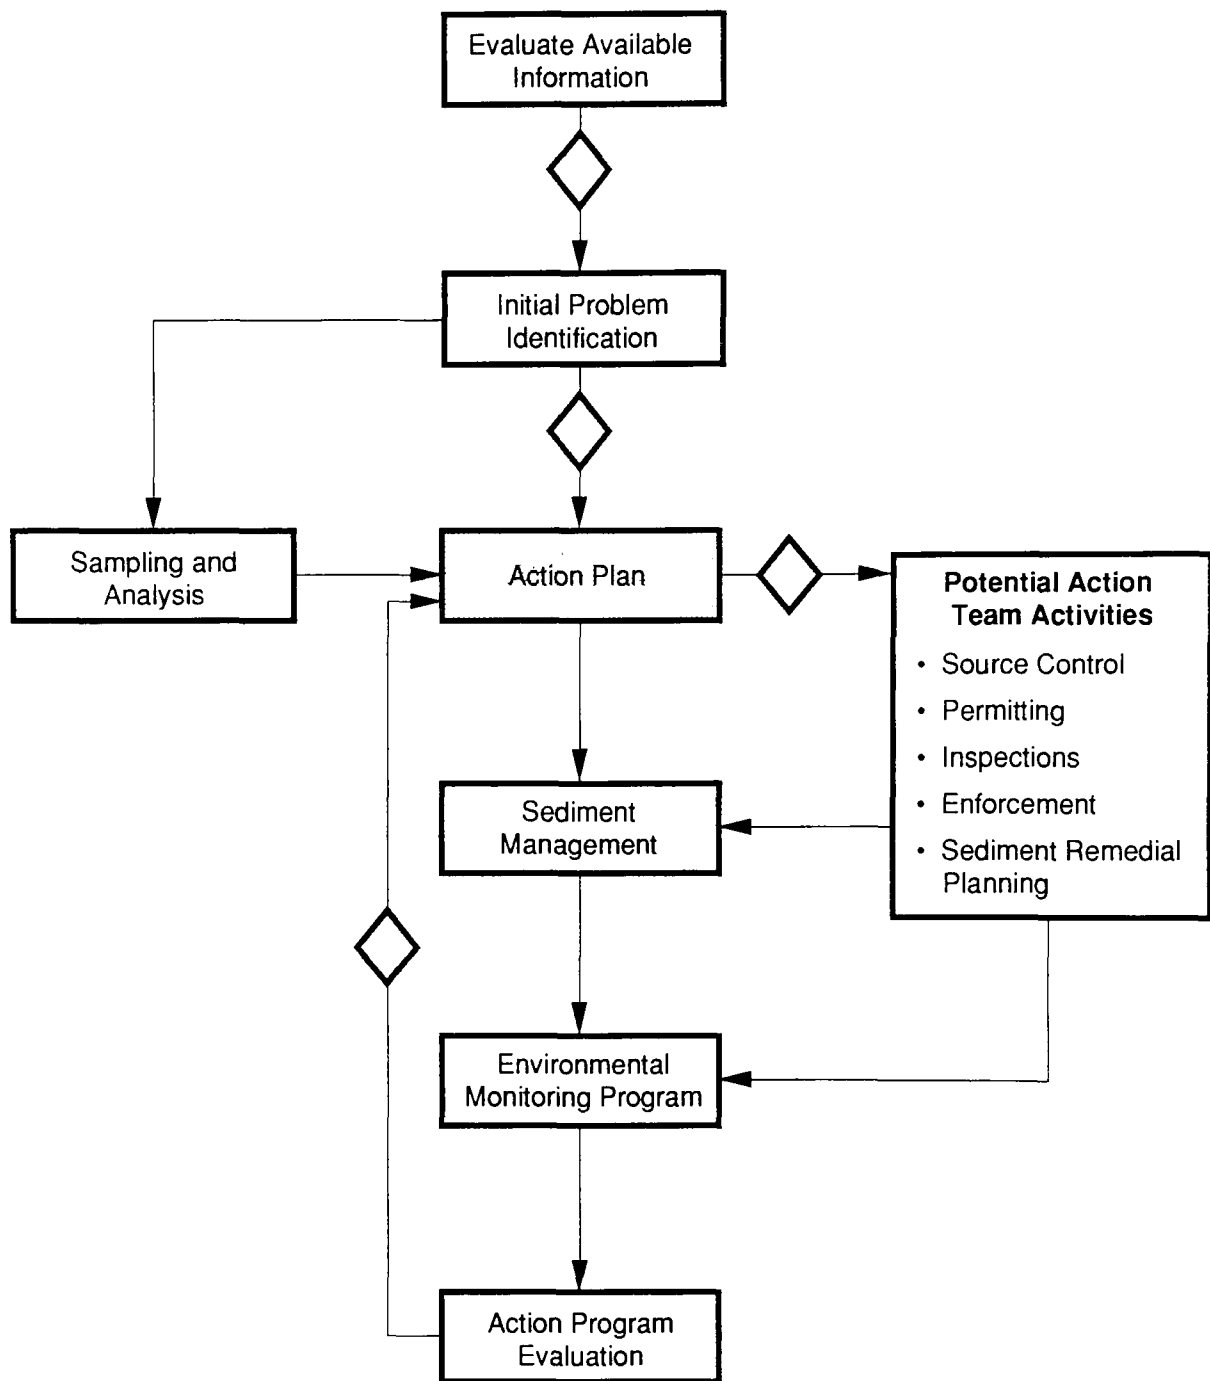 Evaluate Available
Information
Initial Problem
Identification
Sampling and
Analysis
Action Plan
Potential Action
Team Activities
• Source Control
• Permitting
• Inspections
• Enforcement
• Sediment Remedial
Planning
Sediment
Management
Environmental
Monitoring Program
Action Program
Evaluation